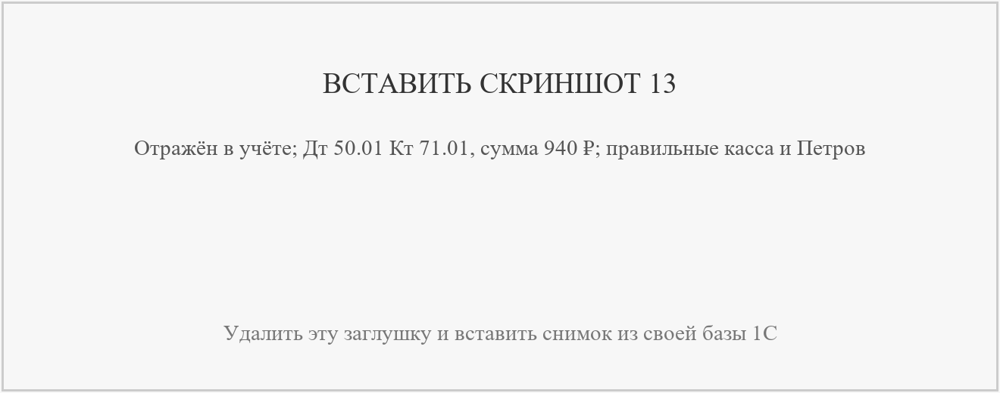 ВСТАВИТЬ СКРИНШОТ 13
Отражён в учёте; Дт 50.01 Кт 71.01, сумма 940 ₽; правильные касса и Петров
Удалить эту заглушку и вставить снимок из своей базы 1С